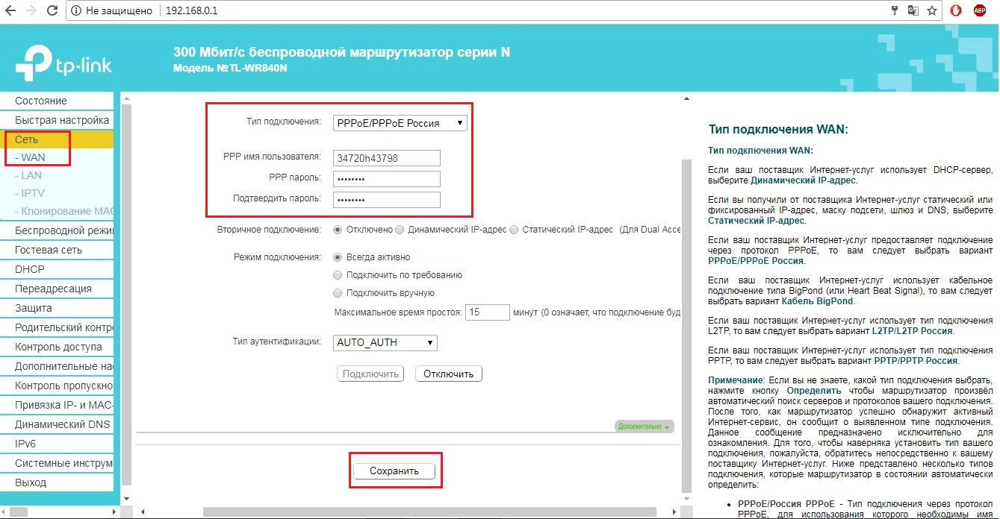 Не защищено 192.168.0.1
ABP
tp-link
300 Мбит/с беспроводной маршрутизатор серии N
Модель №TL-WR840N
Состояние
Быстрая настройка
Сеть
- WAN
- LAN
- IPTV
- Клонирование MAC
Беспроводной режи
Гостевая сеть
DHCP
Переадресация
Защита
Родительский контро
Контроль доступа
Дополнительные нас
Контроль пропускно
Привязка IP- и MAC-
Динамический DNS
IPv6
Системные инструм
Выход
Тип подключения: PPPoE/PPPoE Россия
PPP имя пользователя: 34720h43798
PPP пароль: ••••••••
Подтвердить пароль: ••••••••
Вторичное подключение: Отключено Динамический IP-адрес Статический IP-адрес (Для Dual Acce
Режим подключения: Всегда активно
Подключить по требованию
Подключить вручную
Максимальное время простоя: 15 минут (0 означает, что подключение буд
Тип аутентификации: AUTO_AUTH
Подключить Отключить
Дополнительно
Сохранить
Тип подключения WAN:
Тип подключения WAN:
Если ваш поставщик Интернет-услуг использует DHCP-сервер,
выберите Динамический IP-адрес.
Если вы получили от поставщика Интернет-услуг статический или
фиксированный IP-адрес, маску подсети, шлюз и DNS, выберите
Статический IP-адрес.
Если ваш поставщик Интернет-услуг предоставляет подключение
через протокол PPPoE, то вам следует выбрать вариант
PPPoE/PPPoE Россия.
Если ваш поставщик Интернет-услуг использует кабельное
подключение типа BigPond (или Heart Beat Signal), то вам следует
выбрать вариант Кабель BigPond.
Если ваш поставщик Интернет-услуг использует тип подключения
L2TP, то вам следует выбрать вариант L2TP/L2TP Россия.
Если ваш поставщик Интернет-услуг использует тип подключения
PPTP, то вам следует выбрать вариант PPTP/PPTP Россия.
Примечание: Если вы не знаете, какой тип подключения выбрать,
нажмите кнопку Определить чтобы маршрутизатор произвёл
автоматический поиск серверов и протоколов вашего подключения.
После того, как маршрутизатор успешно обнаружит активный
Интернет-сервис, он сообщит о выявленном типе подключения.
Данное сообщение предназначено исключительно для
ознакомления. Для того, чтобы наверняка установить тип вашего
подключения, пожалуйста, обратитесь непосредственно к вашему
поставщику Интернет-услуг. Ниже представлено несколько типов
подключения, которые маршрутизатор в состоянии автоматически
определить:
• PPPoE/Россия PPPoE - Тип подключения через протокол
PPPoE, для использования которого необходимы имя